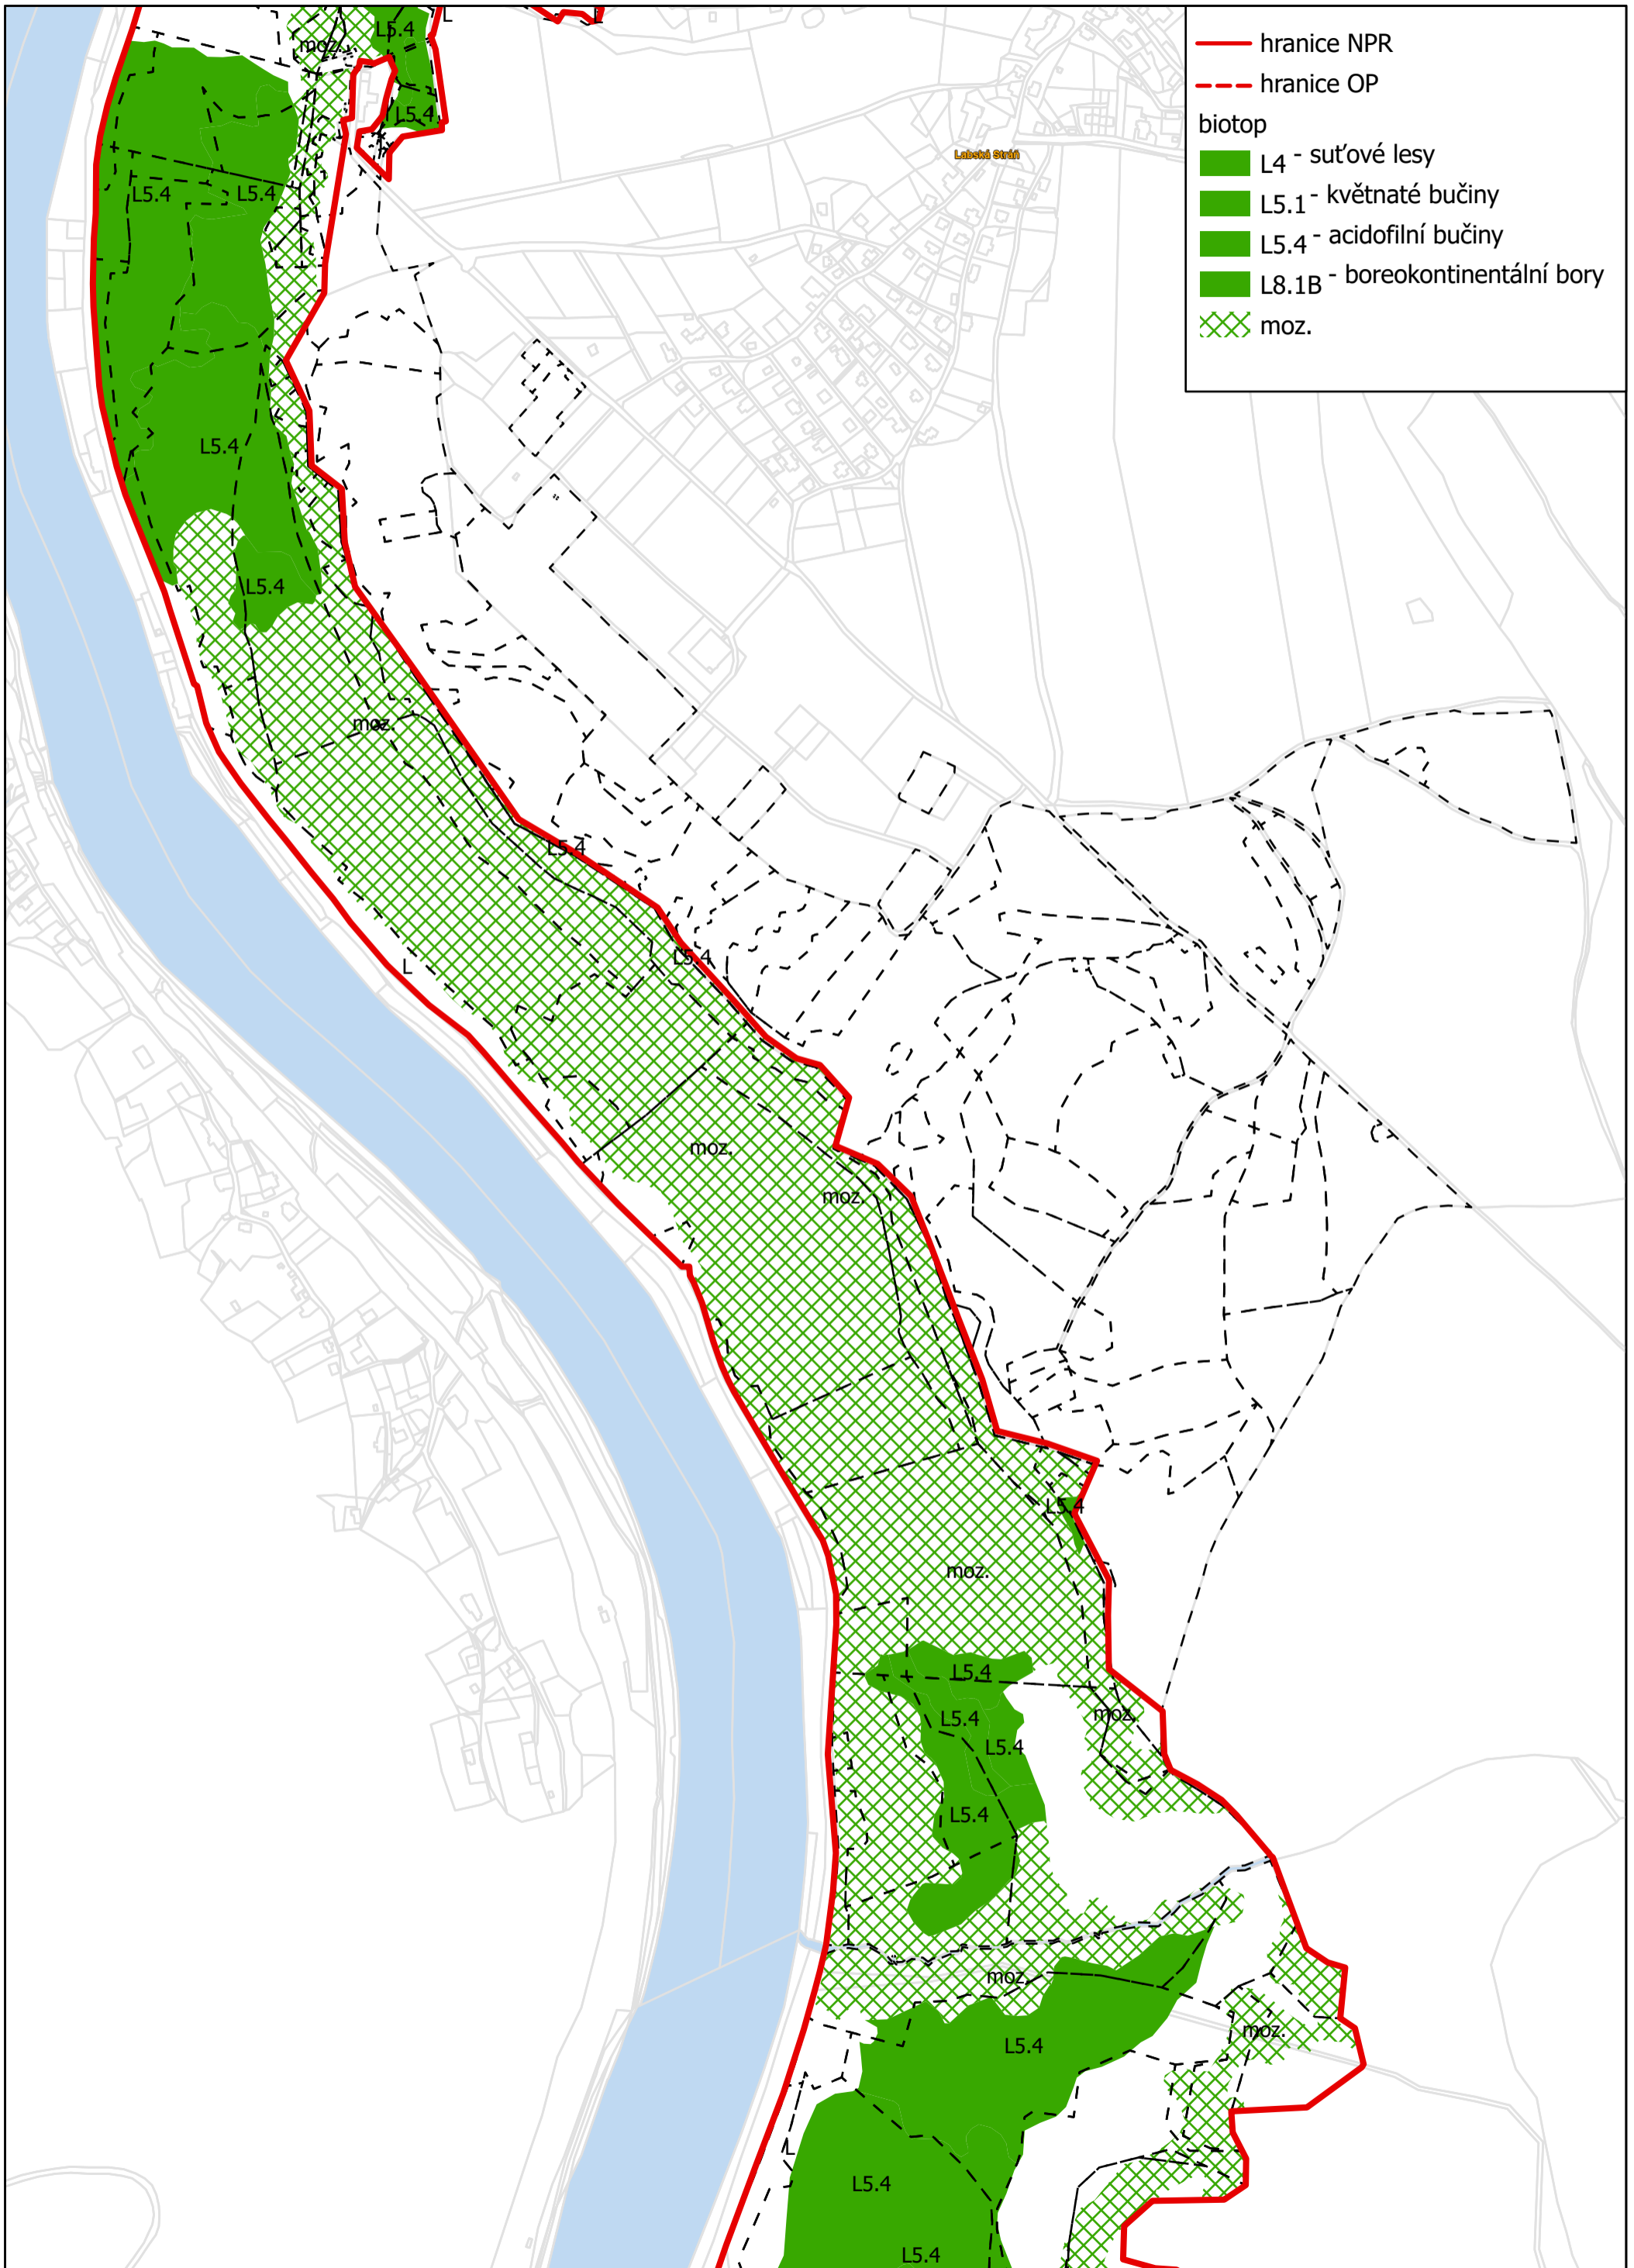 L
moz.
L5.4
L5.4
L5.4
L5.4
Labská Stráň
hranice NPR
hranice OP
biotop
L4 - suťové lesy
L5.1 - květnaté bučiny
L5.4 - acidofilní bučiny
L8.1B - boreokontinentální bory
moz.
L5.4
L5.4
moz.
L5.4
L5.4
L
moz.
moz.
L5.4
moz.
L5.4
moz.
L5.4
L5.4
L5.4
moz.
moz.
L5.4
L
L5.4
L5.4